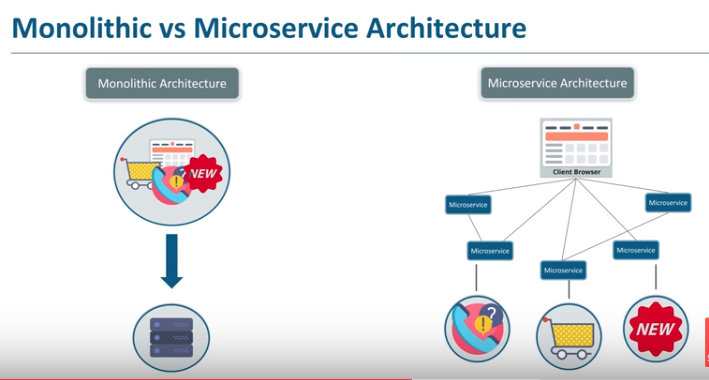 Monolithic vs Microservice Architecture
Monolithic Architecture
Microservice Architecture
NEW
Client Browser
Microservice
Microservice
Microservice
Microservice
Microservice
NEW